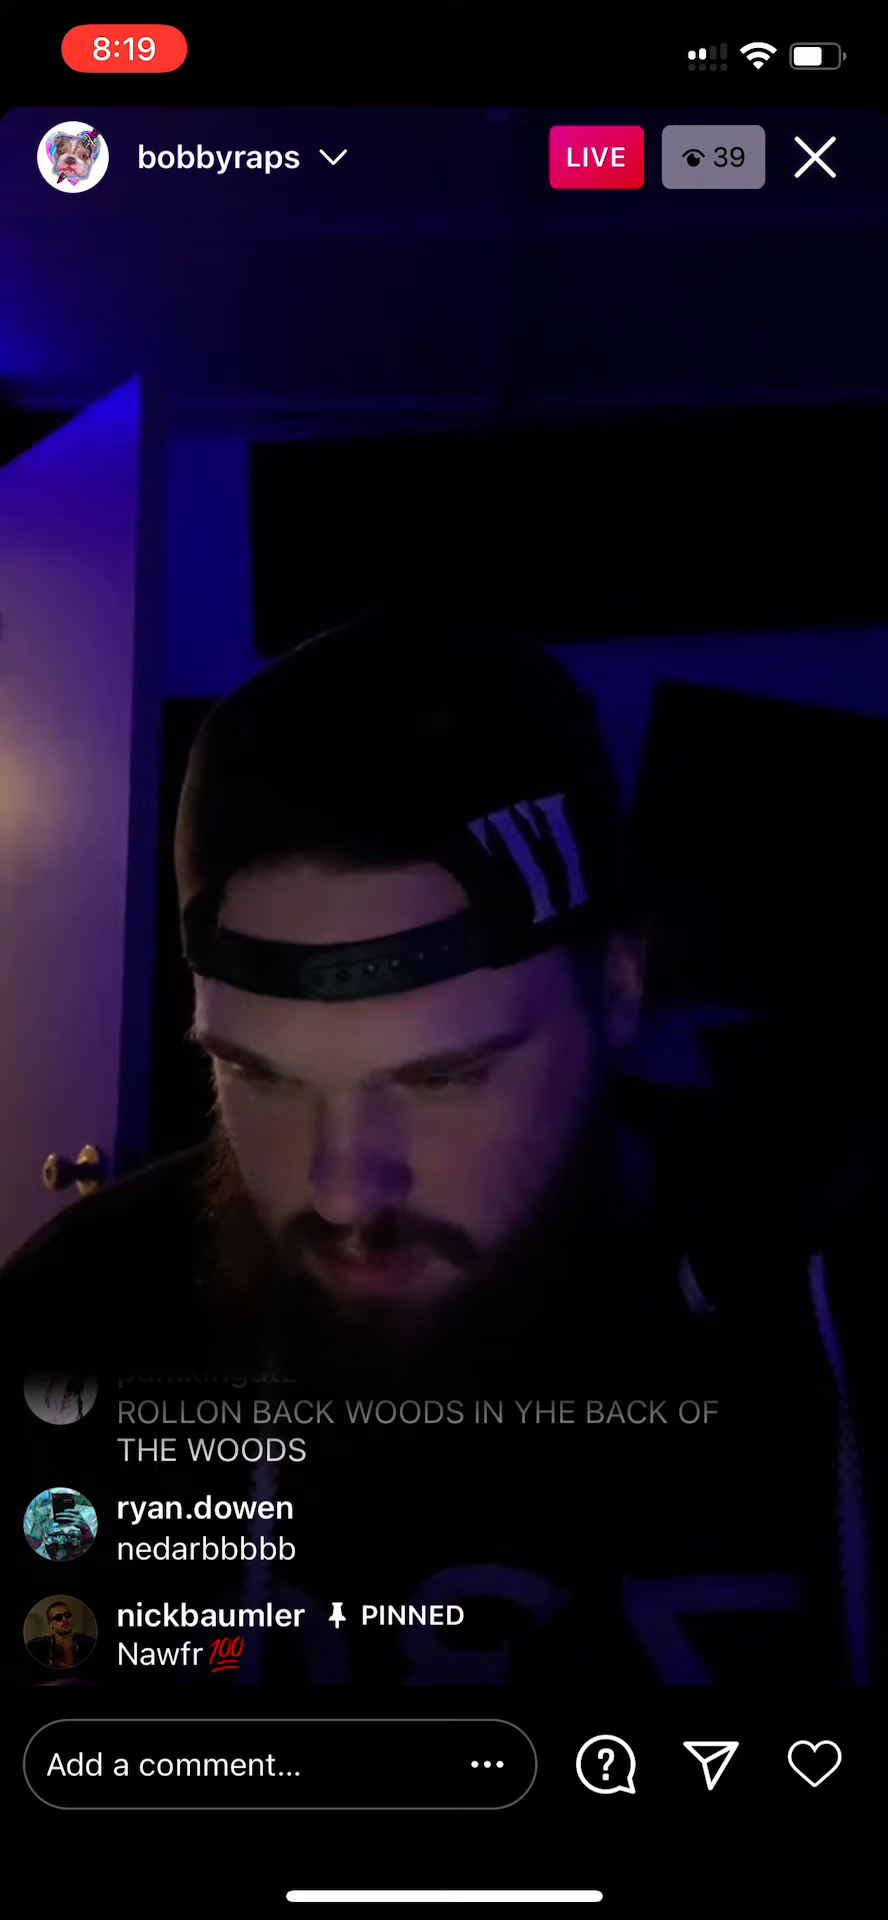 8:19
bobbyraps
LIVE
39
ROLLON BACK WOODS IN YHE BACK OF
THE WOODS
ryan.dowen
nedarbbbbb
nickbaumler PINNED
Nawfr💯
Add a comment...